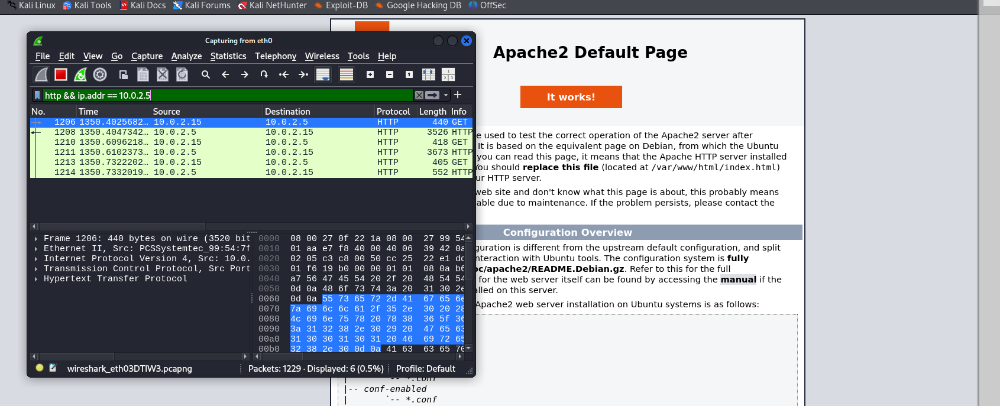 Kali Linux Kali Tools Kali Docs Kali Forums Kali NetHunter Exploit-DB Google Hacking DB OffSec
Capturing from eth0
File Edit View Go Capture Analyze Statistics Telephony Wireless Tools Help
http && ip.addr == 10.0.2.5
No. Time Source Destination Protocol Length Info
1206 1350.4025682… 10.0.2.15 10.0.2.5 HTTP 440 GET
1208 1350.4047342… 10.0.2.5 10.0.2.15 HTTP 3526 HTTP
1210 1350.6096218… 10.0.2.15 10.0.2.5 HTTP 418 GET
1211 1350.6102373… 10.0.2.5 10.0.2.15 HTTP 3673 HTTP
1213 1350.7322202… 10.0.2.15 10.0.2.5 HTTP 405 GET
1214 1350.7332019… 10.0.2.5 10.0.2.15 HTTP 552 HTTP
Frame 1206: 440 bytes on wire (3520 bit
Ethernet II, Src: PCSSystemtec_99:54:7f
Internet Protocol Version 4, Src: 10.0.
Transmission Control Protocol, Src Port
Hypertext Transfer Protocol
0000 08 00 27 0f 22 1a 08 00 27 99 54
0010 01 aa e7 f8 40 00 40 06 39 42 0a
0020 02 05 c3 c8 00 50 cc 25 22 e1 dc
0030 01 f6 19 b0 00 00 01 01 08 0a b6
0040 a7 56 47 45 54 20 2f 20 48 54 54
0050 0d 0a 48 6f 73 74 3a 20 31 30 2e
0060 0d 0a 55 73 65 72 2d 41 67 65 6e
0070 7a 69 6c 6c 61 2f 35 2e 30 20 28
0080 4c 69 6e 75 78 20 78 38 36 5f 36
0090 3a 31 32 38 2e 30 29 20 47 65 63
00a0 31 30 30 31 30 31 20 46 69 72 65
00b0 32 38 2e 30 0d 0a 41 63 63 65 70
wireshark_eth03DTIW3.pcapng Packets: 1229 · Displayed: 6 (0.5%) Profile: Default
Apache2 Default Page
It works!
e used to test the correct operation of the Apache2 server after
It is based on the equivalent page on Debian, from which the Ubuntu
you can read this page, it means that the Apache HTTP server installed
You should replace this file (located at /var/www/html/index.html)
ur HTTP server.
web site and don't know what this page is about, this probably means
able due to maintenance. If the problem persists, please contact the
Configuration Overview
guration is different from the upstream default configuration, and split
nteraction with Ubuntu tools. The configuration system is fully
oc/apache2/README.Debian.gz. Refer to this for the full
for the web server itself can be found by accessing the manual if the
alled on this server.
Apache2 web server installation on Ubuntu systems is as follows:
| `-- *.conf
|-- conf-enabled
| `-- *.conf